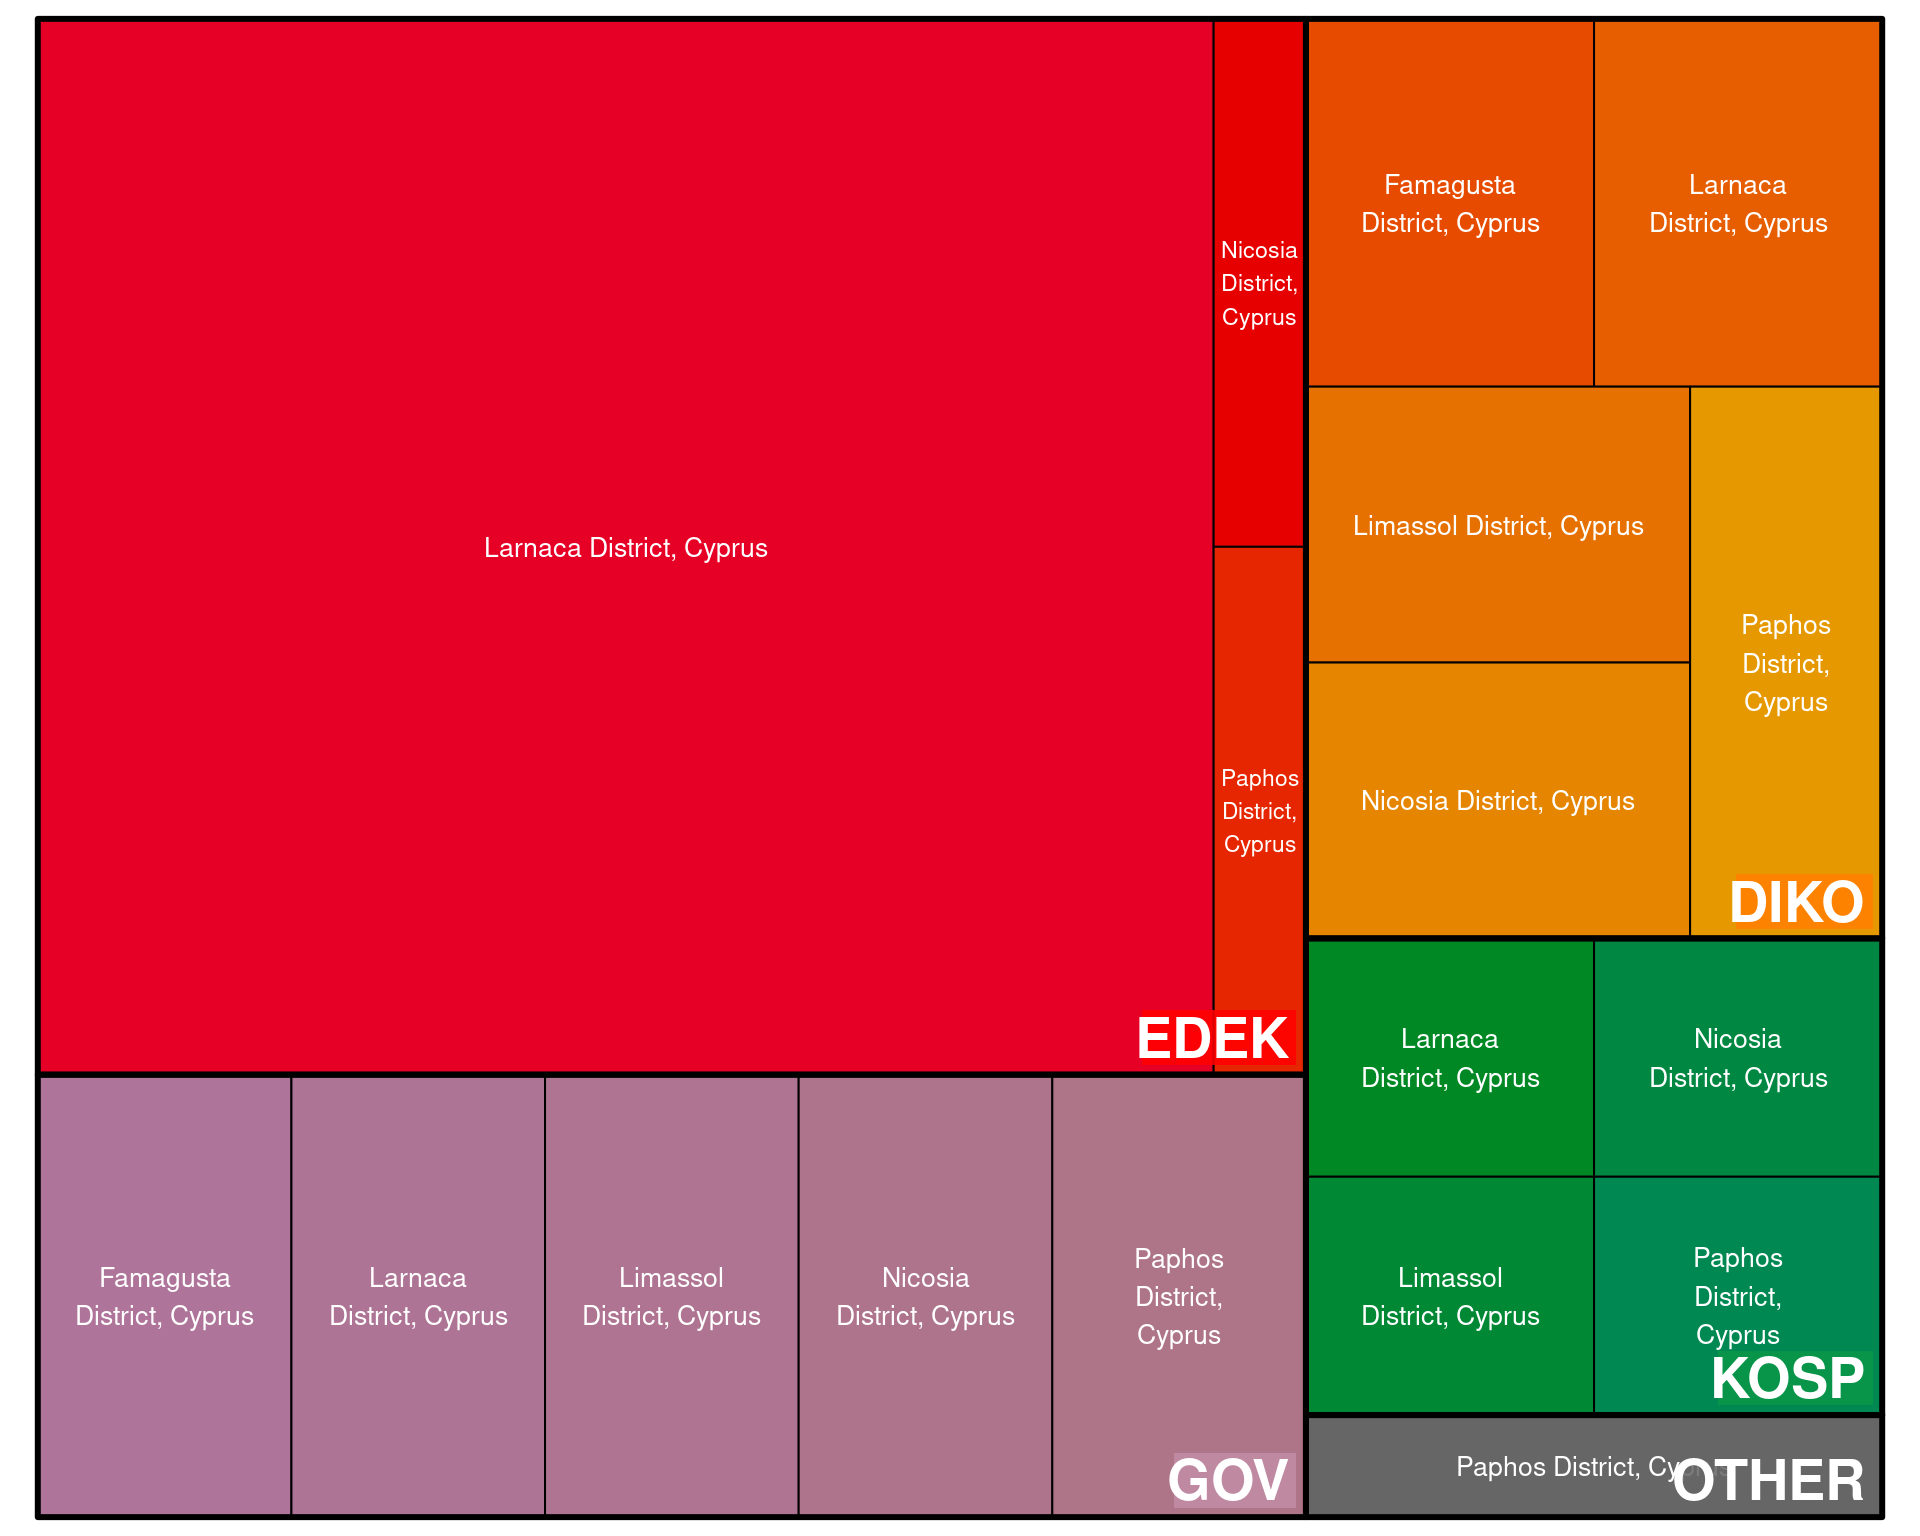 Larnaca District, Cyprus
Nicosia
District,
Cyprus
Paphos
District,
Cyprus
EDEK
Famagusta
District, Cyprus
Larnaca
District, Cyprus
Limassol
District, Cyprus
Nicosia
District, Cyprus
Paphos
District,
Cyprus
GOV
Famagusta
District, Cyprus
Larnaca
District, Cyprus
Limassol District, Cyprus
Nicosia District, Cyprus
Paphos
District,
Cyprus
DIKO
Larnaca
District, Cyprus
Nicosia
District, Cyprus
Limassol
District, Cyprus
Paphos
District,
Cyprus
KOSP
Paphos District, Cyprus
OTHER